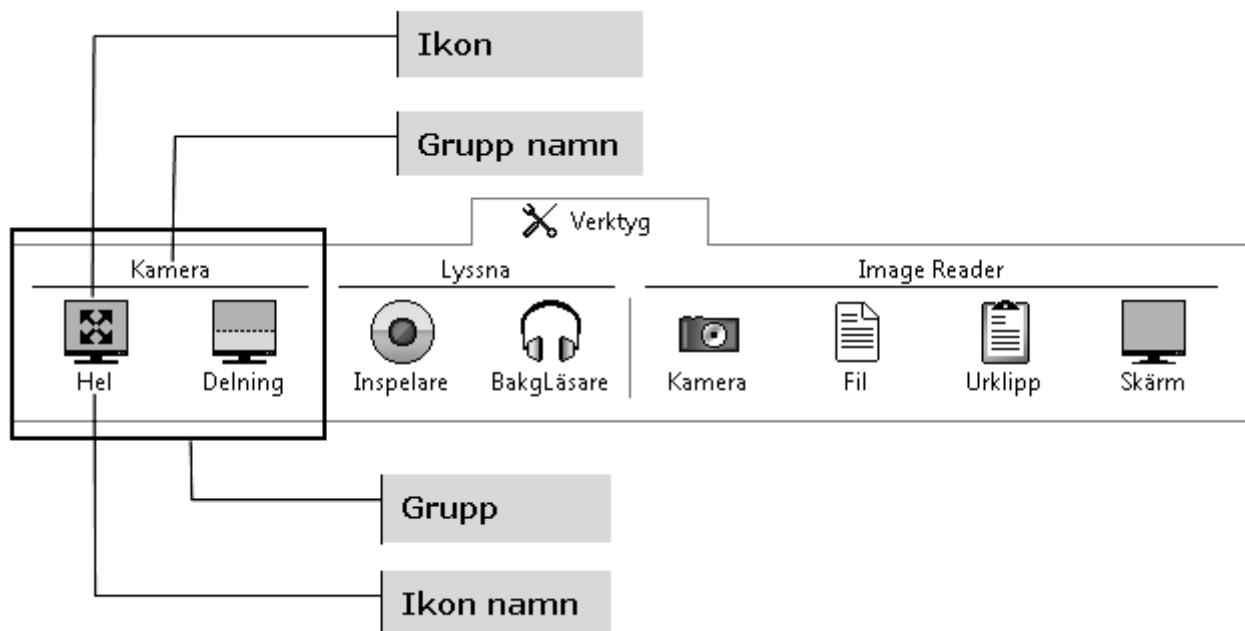 Ikon
Grupp namn
Verktyg
Kamera
Lyssna
Image Reader
Hel
Delning
Inspelare
BakgLäsare
Kamera
Fil
Urklipp
Skärm
Grupp
Ikon namn